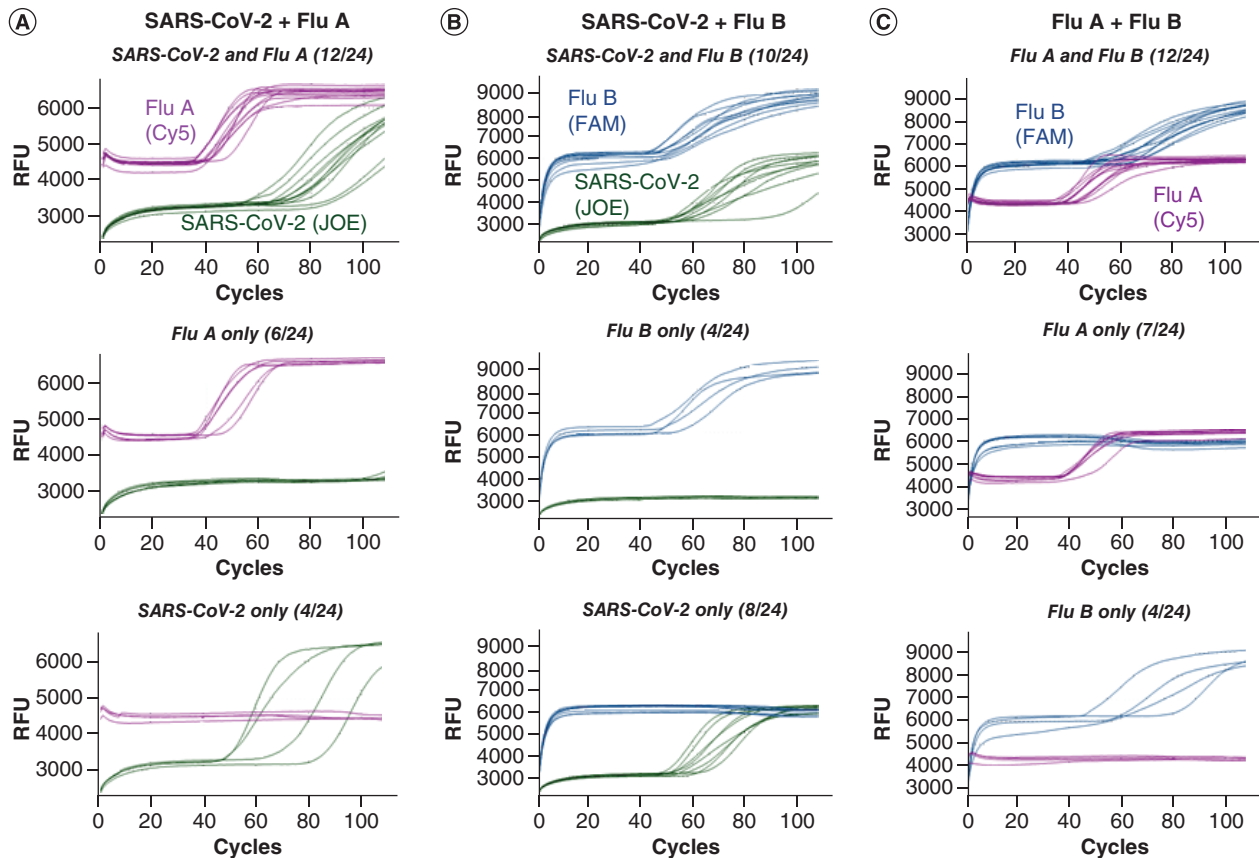 A
SARS-CoV-2 + Flu A
SARS-CoV-2 and Flu A (12/24)
RFU
6000
5000
4000
3000
Flu A
(Cy5)
SARS-CoV-2 (JOE)
0 20 40 60 80 100
Cycles
Flu A only (6/24)
RFU
6000
5000
4000
3000
0 20 40 60 80 100
Cycles
SARS-CoV-2 only (4/24)
RFU
6000
5000
4000
3000
0 20 40 60 80 100
Cycles
B
SARS-CoV-2 + Flu B
SARS-CoV-2 and Flu B (10/24)
RFU
9000
8000
7000
6000
5000
4000
3000
Flu B
(FAM)
SARS-CoV-2
(JOE)
0 20 40 60 80 100
Cycles
Flu B only (4/24)
RFU
9000
8000
7000
6000
5000
4000
3000
0 20 40 60 80 100
Cycles
SARS-CoV-2 only (8/24)
RFU
9000
8000
7000
6000
5000
4000
3000
0 20 40 60 80 100
Cycles
C
Flu A + Flu B
Flu A and Flu B (12/24)
RFU
9000
8000
7000
6000
5000
4000
3000
Flu B
(FAM)
Flu A
(Cy5)
0 20 40 60 80 100
Cycles
Flu A only (7/24)
RFU
9000
8000
7000
6000
5000
4000
3000
0 20 40 60 80 100
Cycles
Flu B only (4/24)
RFU
9000
8000
7000
6000
5000
4000
3000
0 20 40 60 80 100
Cycles